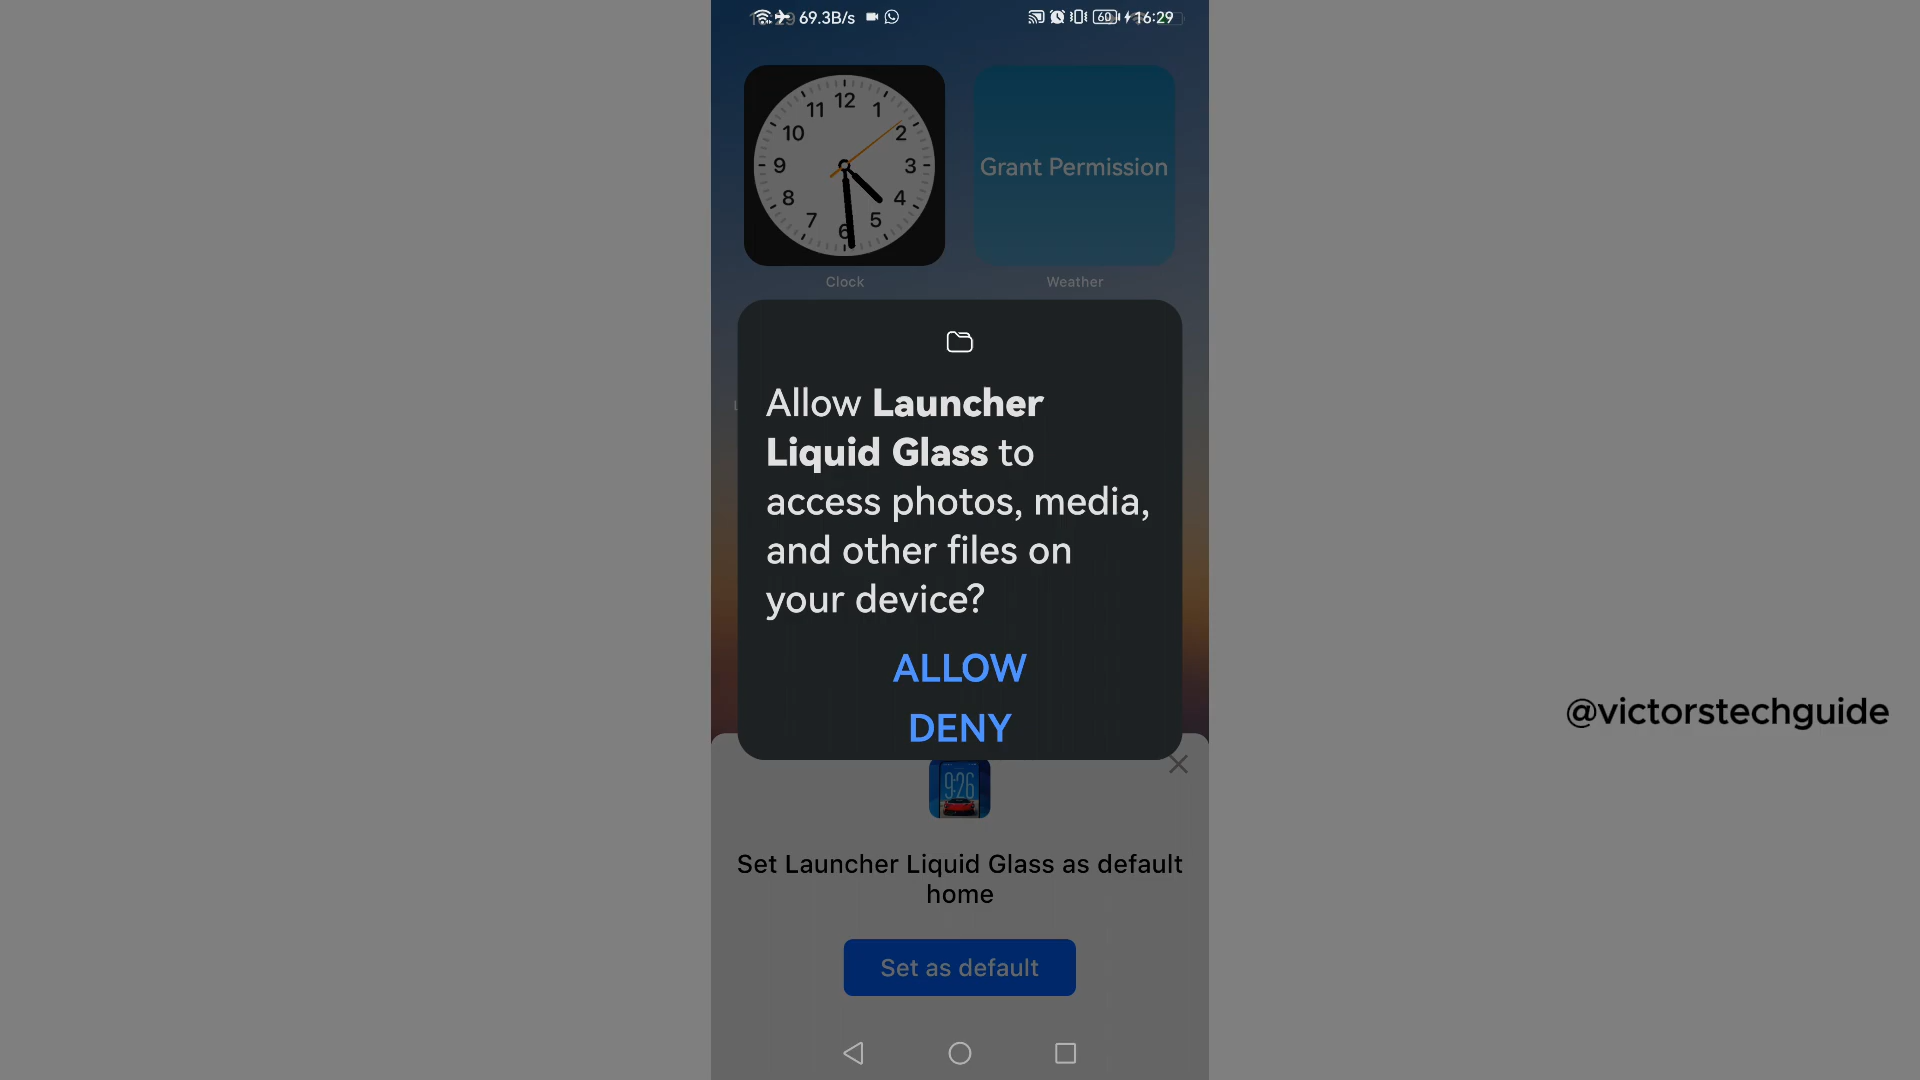 69.3B/s
60
16:29
12
11
1
10
2
9
3
8
4
7
5
6
Grant Permission
Clock
Weather
Allow Launcher
Liquid Glass to
access photos, media,
and other files on
your device?
ALLOW
DENY
@victorstechguide
9:26
Set Launcher Liquid Glass as default
home
Set as default